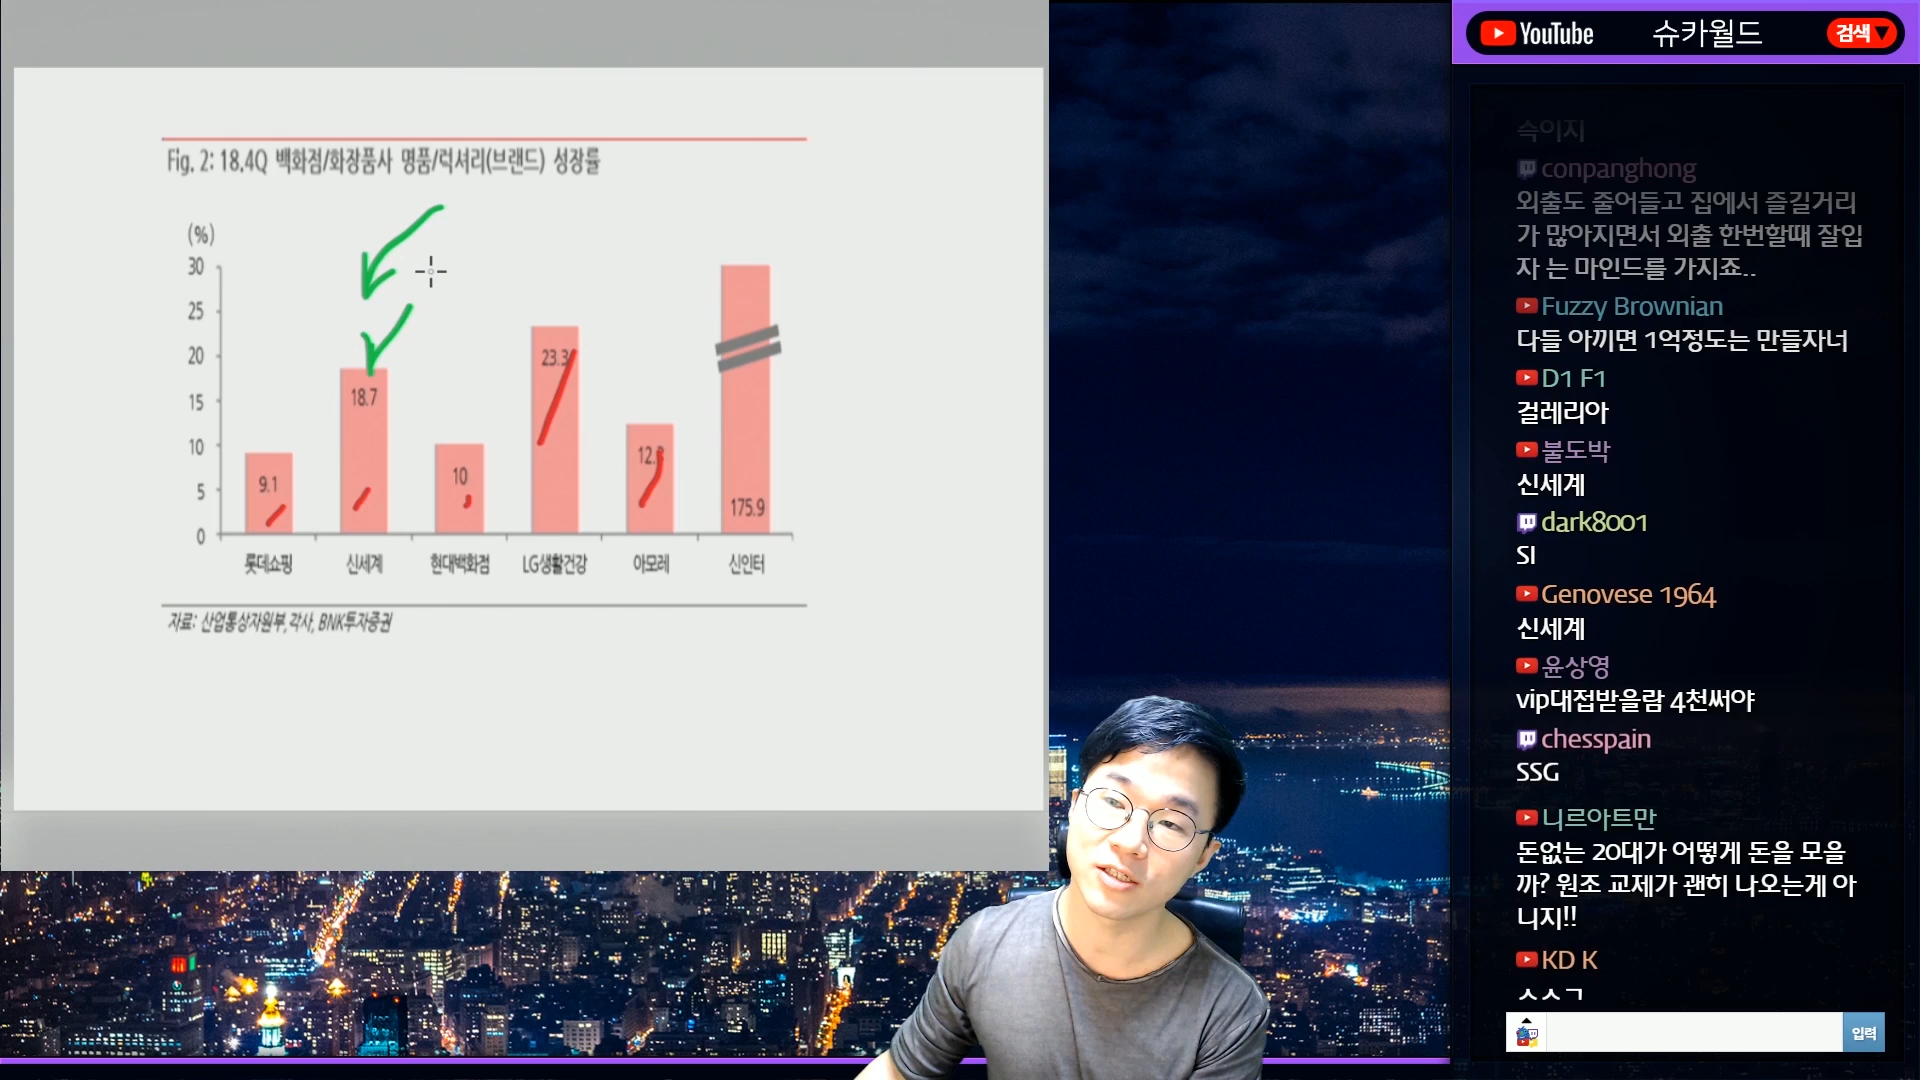 Fig. 2: 18.4Q 백화점/화장품사 명품/럭셔리(브랜드) 성장률
(%)
30
25
20
15
10
5
0
9.1
18.7
10
23.3
12.3
175.9
롯데쇼핑
신세계
현대백화점
LG생활건강
아모레
신인터
자료: 산업통상자원부, 각사, BNK투자증권
YouTube 슈카월드 검색▼
슥이지
conpanghong
외출도 줄어들고 집에서 즐길거리
가 많아지면서 외출 한번할때 잘입
자 는 마인드를 가지죠..
Fuzzy Brownian
다들 아끼면 1억정도는 만들자너
D1 F1
걸레리아
불도박
신세계
dark8001
SI
Genovese 1964
신세계
윤상영
vip대접받을람 4천써야
chesspain
SSG
니르아트만
돈없는 20대가 어떻게 돈을 모을
까? 원조 교제가 괜히 나오는게 아
니지!!
KD K
ㅅㅅㄱ
입력